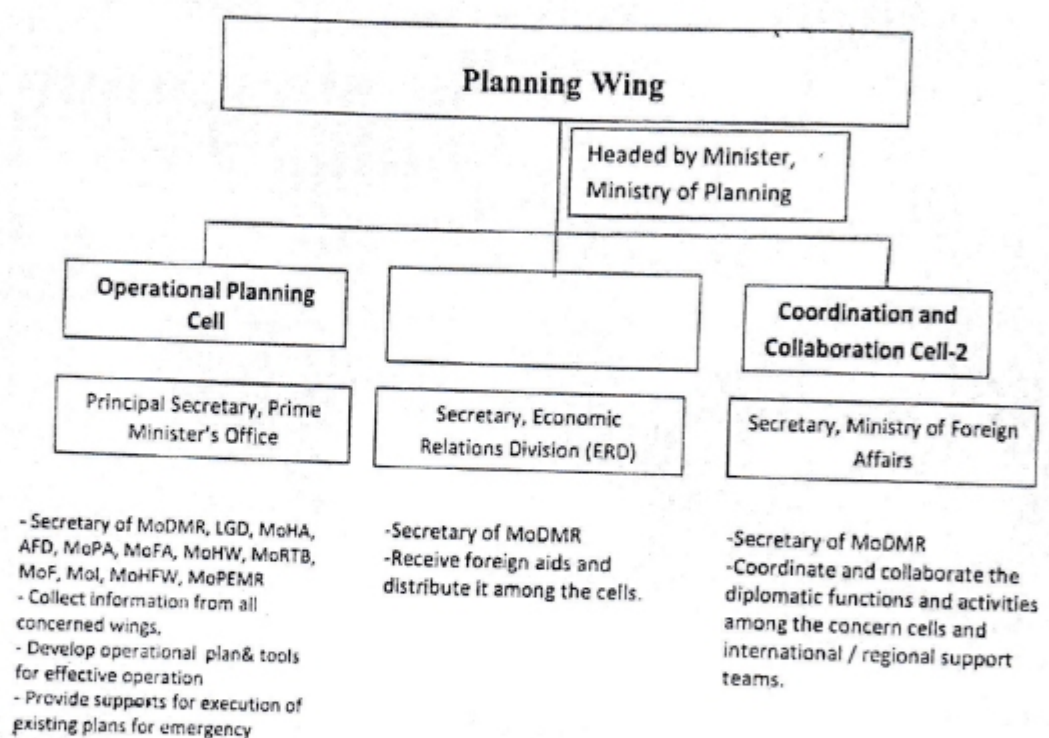 Planning Wing
Headed by Minister,
Ministry of Planning
Operational Planning
Cell
Coordination and
Collaboration Cell-2
Principal Secretary, Prime
Minister's Office
Secretary, Economic
Relations Division (ERD)
Secretary, Ministry of Foreign
Affairs
- Secretary of MoDMR, LGD, MoHA,
AFD, MoPA, MoFA, MoHW, MoRTB,
MoF, MoI, MoHFW, MoPEMR
- Collect information from all
concerned wings,
- Develop operational plan& tools
for effective operation
- Provide supports for execution of
existing plans for emergency
-Secretary of MoDMR
-Receive foreign aids and
distribute it among the cells.
-Secretary of MoDMR
-Coordinate and collaborate the
diplomatic functions and activities
among the concern cells and
international / regional support
teams.